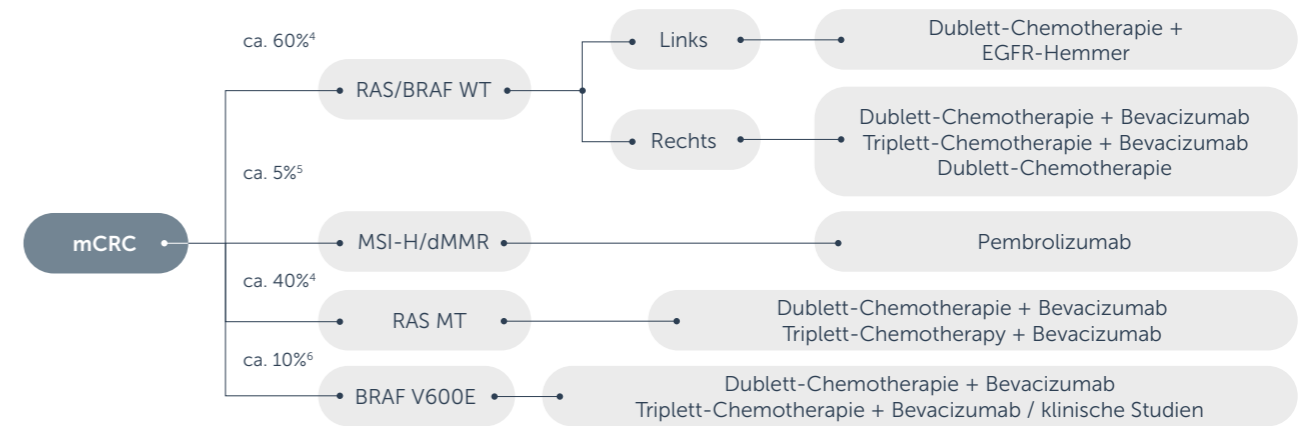 ca. 60%⁴
Links
Dublett-Chemotherapie +
EGFR-Hemmer
RAS/BRAF WT
Rechts
Dublett-Chemotherapie + Bevacizumab
Triplett-Chemotherapie + Bevacizumab
Dublett-Chemotherapie
ca. 5%⁵
mCRC
MSI-H/dMMR
Pembrolizumab
ca. 40%⁴
RAS MT
Dublett-Chemotherapie + Bevacizumab
Triplett-Chemotherapy + Bevacizumab
ca. 10%⁶
BRAF V600E
Dublett-Chemotherapie + Bevacizumab
Triplett-Chemotherapie + Bevacizumab / klinische Studien